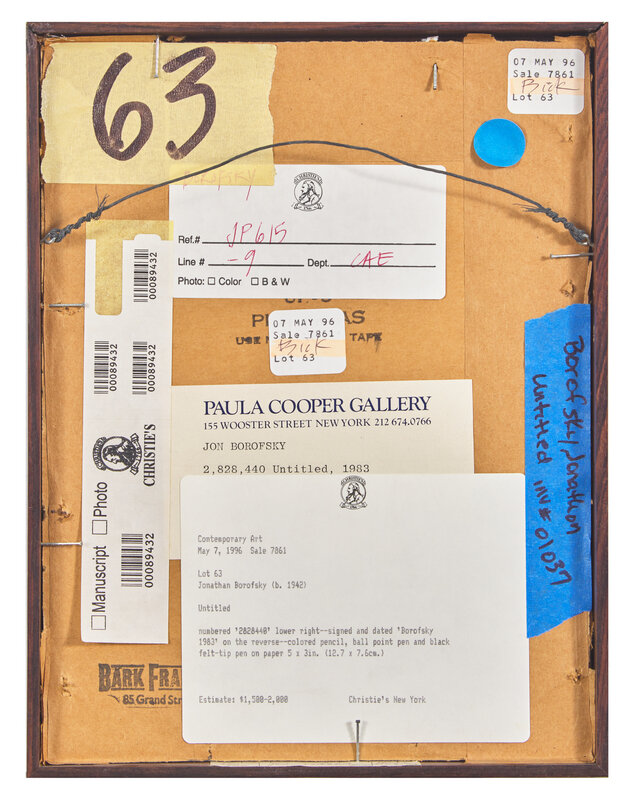 63
07 MAY 96
Sale 7861
Bick
Lot 63
CHRISTIE'S
Ref.# JP615
Line # -9 Dept. CAE
Photo: Color B & W
00089432
00089432
00089432
00089432
CHRISTIE'S
Manuscript Photo
USE TAPE
07 MAY 96
Sale 7861
Bick
Lot 63
PAULA COOPER GALLERY
155 WOOSTER STREET NEW YORK 212 674.0766
JON BOROFSKY
2,828,440 Untitled, 1983
Borofsky, Jonathon
Untitled inv# 01037
Contemporary Art
May 7, 1996 Sale 7861
Lot 63
Jonathan Borofsky (b. 1942)
Untitled
numbered '2828440' lower right--signed and dated 'Borofsky
1983' on the reverse--colored pencil, ball point pen and black
felt-tip pen on paper 5 x 3in. (12.7 x 7.6cm.)
Estimate: $1,500-2,000 Christie's New York
BARK FRA
85 Grand St